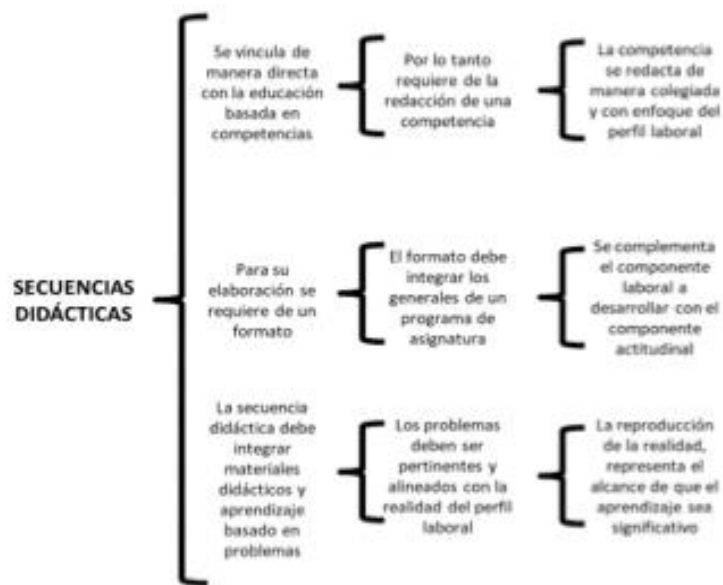 Se vincula de
manera directa
con la educación
basada en
competencias
Por lo tanto
requiere de la
redacción de una
competencia
La competencia
se redacta de
manera colegiada
y con enfoque del
perfil laboral
SECUENCIAS
DIDÁCTICAS
Para su
elaboración se
requiere de un
formato
El formato debe
integrar los
generales de un
programa de
asignatura
Se complementa
el componente
laboral a
desarrollar con el
componente
actitudinal
La secuencia
didáctica debe
integrar
materiales
didácticos y
aprendizaje
basado en
problemas
Los problemas
deben ser
pertinentes y
alineados con la
realidad del perfil
laboral
La reproducción
de la realidad,
representa el
alcance de que el
aprendizaje sea
significativo